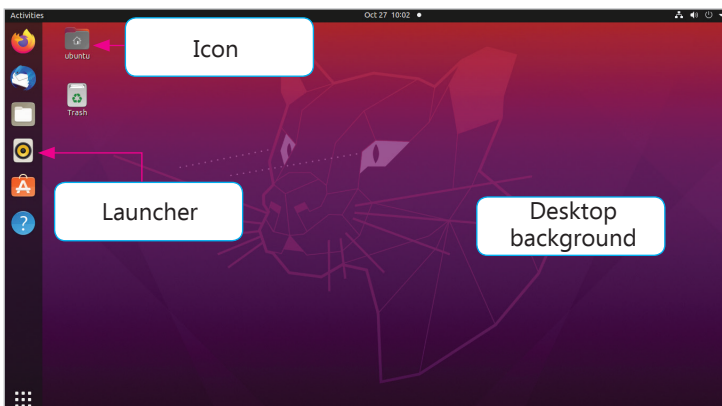 Activities
Oct 27 10:02
ubuntu
Icon
Trash
Launcher
Desktop
background
?